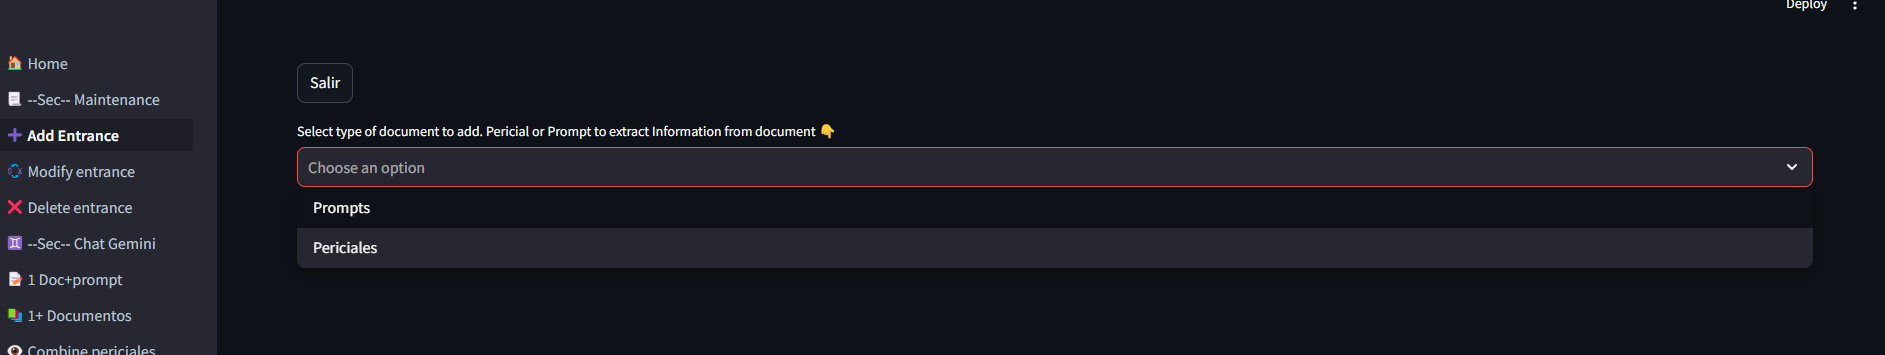 Deploy
Home
--Sec-- Maintenance
Add Entrance
Modify entrance
Delete entrance
--Sec-- Chat Gemini
1 Doc+prompt
1+ Documentos
Combine periciales
Salir
Select type of document to add. Pericial or Prompt to extract Information from document
Choose an option
Prompts
Periciales